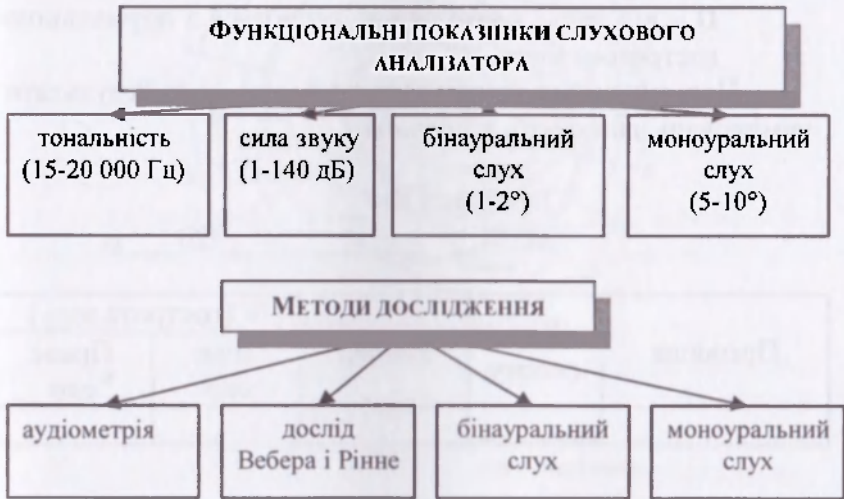 ФУНКЦІОНАЛЬНІ ПОКАЗНИКИ СЛУХОВОГО
АНАЛІЗАТОРА
тональність
(15-20 000 Гц)
сила звуку
(1-140 дБ)
бінауральний
слух
(1-2°)
моноуральний
слух
(5-10°)
МЕТОДИ ДОСЛІДЖЕННЯ
аудіометрія
дослід
Вебера і Рінне
бінауральний
слух
моноуральний
слух